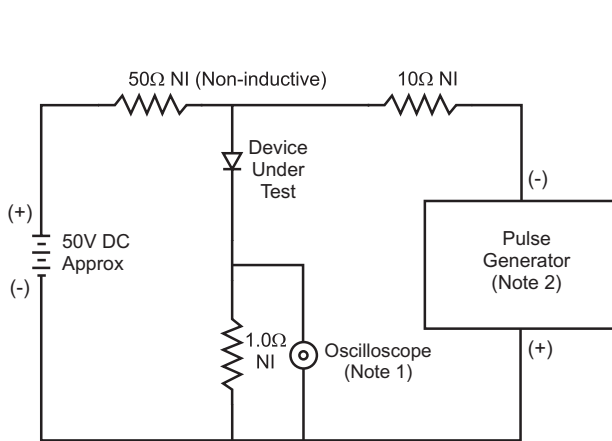 50Ω NI (Non-inductive)
10Ω NI
Device
Under
Test
(-)
(+)
50V DC
Approx
(-)
Pulse
Generator
(Note 2)
1.0Ω
NI
Oscilloscope
(Note 1)
(+)